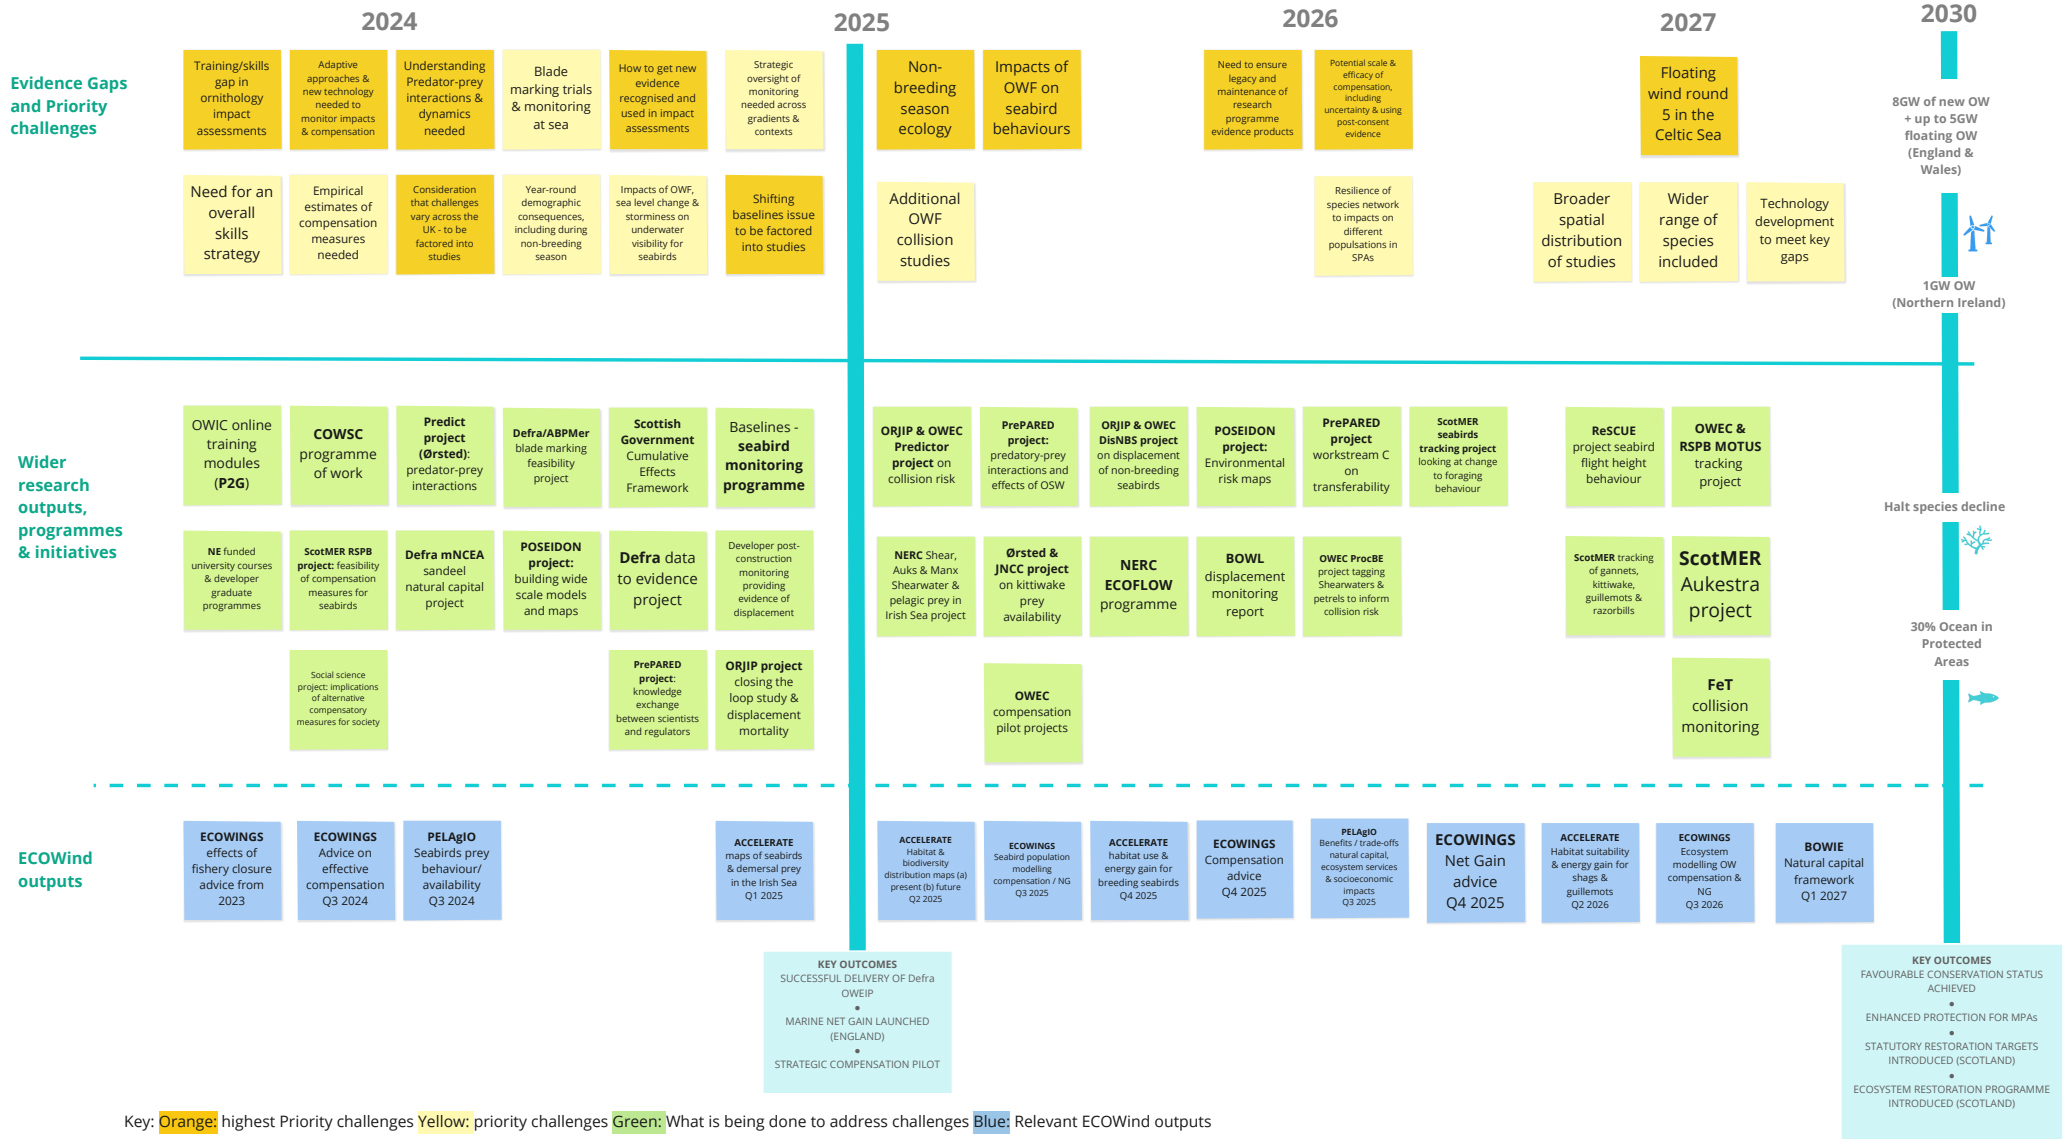 2024
2025
2026
2027
2030
Evidence Gaps
and Priority
challenges
Training/skills
gap in
ornithology
impact
assessments
Adaptive
approaches &
new technology
needed to
monitor impacts
& compensation
Understanding
Predator-prey
interactions &
dynamics
needed
Blade
marking trials
& monitoring
at sea
How to get new
evidence
recognised and
used in impact
assessments
Strategic
oversight of
monitoring
needed across
gradients &
contexts
Non-
breeding
season
ecology
Impacts of
OWF on
seabird
behaviours
Need to ensure
legacy and
maintenance of
research
programme
evidence products
Potential scale &
efficacy of
compensation,
including
uncertainty & using
post-consent
evidence
Floating
wind round
5 in the
Celtic Sea
8GW of new OW
+ up to 5GW
floating OW
(England &
Wales)
Need for an
overall
skills
strategy
Empirical
estimates of
compensation
measures
needed
Consideration
that challenges
vary across the
UK - to be
factored into
studies
Year-round
demographic
consequences,
including during
non-breeding
season
Impacts of OWF,
sea level change &
storminess on
underwater
visibility for
seabirds
Shifting
baselines issue
to be factored
into studies
Additional
OWF
collision
studies
Resilience of
species network
to impacts on
different
populsations in
SPAs
Broader
spatial
distribution
of studies
Wider
range of
species
included
Technology
development
to meet key
gaps
1GW OW
(Northern Ireland)
Wider
research
outputs,
programmes
& initiatives
OWIC online
training
modules
(P2G)
COWSC
programme
of work
Predict
project
(Ørsted):
predator-prey
interactions
Defra/ABPMer
blade marking
feasibility
project
Scottish
Government
Cumulative
Effects
Framework
Baselines -
seabird
monitoring
programme
ORJIP & OWEC
Predictor
project on
collision risk
PrePARED
project:
predatory-prey
interactions and
effects of OSW
ORJIP & OWEC
DisNBS project
on displacement
of non-breeding
seabirds
POSEIDON
project:
Environmental
risk maps
PrePARED
project
workstream C
on
transferability
ScotMER
seabirds
tracking project
looking at change
to foraging
behaviour
ReSCUE
project seabird
flight height
behaviour
OWEC &
RSPB MOTUS
tracking
project
Halt species decline
NE funded
university courses
& developer
graduate
programmes
ScotMER RSPB
project: feasibility
of compensation
measures for
seabirds
Defra mNCEA
sandeel
natural capital
project
POSEIDON
project:
building wide
scale models
and maps
Defra data
to evidence
project
Developer post-
construction
monitoring
providing
evidence of
displacement
NERC Shear,
Auks & Manx
Shearwater &
pelagic prey in
Irish Sea project
Ørsted &
JNCC project
on kittiwake
prey
availability
NERC
ECOFLOW
programme
BOWL
displacement
monitoring
report
OWEC ProcBE
project tagging
Shearwaters &
petrels to inform
collision risk
ScotMER tracking
of gannets,
kittiwake,
guillemots &
razorbills
ScotMER
Aukestra
project
30% Ocean in
Protected
Areas
Social science
project: implications
of alternative
compensatory
measures for society
PrePARED
project:
knowledge
exchange
between scientists
and regulators
ORJIP project
closing the
loop study &
displacement
mortality
OWEC
compensation
pilot projects
FeT
collision
monitoring
ECOWind
outputs
ECOWINGS
effects of
fishery closure
advice from
2023
ECOWINGS
Advice on
effective
compensation
Q3 2024
PELAgIO
Seabirds prey
behaviour/
availability
Q3 2024
ACCELERATE
maps of seabirds
& demersal prey
in the Irish Sea
Q1 2025
ACCELERATE
Habitat &
biodiversity
distribution maps (a)
present (b) future
Q2 2025
ECOWINGS
Seabird population
modelling
compensation / NG
Q3 2025
ACCELERATE
habitat use &
energy gain for
breeding seabirds
Q4 2025
ECOWINGS
Compensation
advice
Q4 2025
PELAgIO
Benefits / trade-offs
natural capital,
ecosystem services
& socioeconomic
impacts
Q3 2025
ECOWINGS
Net Gain
advice
Q4 2025
ACCELERATE
Habitat suitability
& energy gain for
shags &
guillemots
Q2 2026
ECOWINGS
Ecosystem
modelling OW
compensation &
NG
Q3 2026
BOWIE
Natural capital
framework
Q1 2027
KEY OUTCOMES
SUCCESSFUL DELIVERY OF Defra
OWEIP
•
MARINE NET GAIN LAUNCHED
(ENGLAND)
•
STRATEGIC COMPENSATION PILOT
KEY OUTCOMES
FAVOURABLE CONSERVATION STATUS
ACHIEVED
•
ENHANCED PROTECTION FOR MPAs
•
STATUTORY RESTORATION TARGETS
INTRODUCED (SCOTLAND)
•
ECOSYSTEM RESTORATION PROGRAMME
INTRODUCED (SCOTLAND)
Key: Orange: highest Priority challenges Yellow: priority challenges Green: What is being done to address challenges Blue: Relevant ECOWind outputs